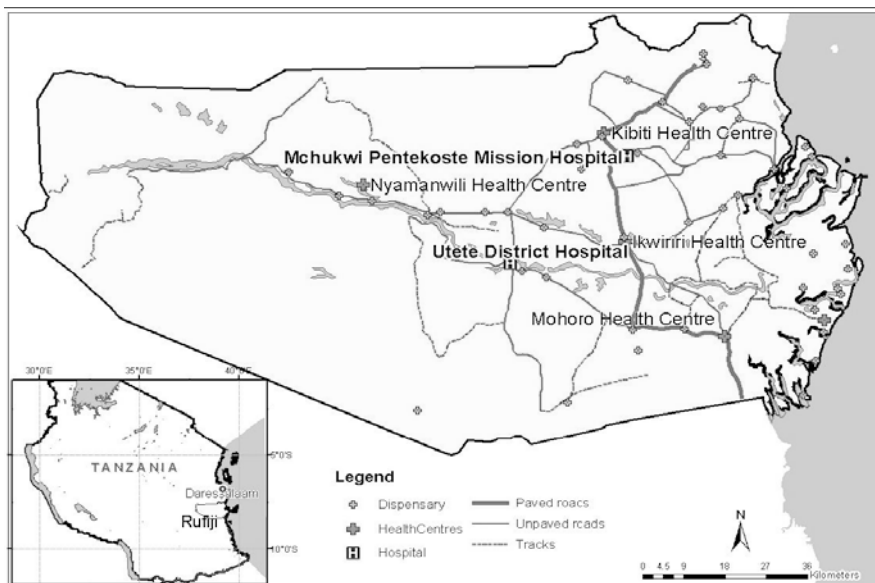 Kibiti Health Centre
Mchukwi Pentekoste Mission Hospital
H
Nyamanwili Health Centre
Ikwiriri Health Centre
Utete District Hospital
H
Mohoro Health Centre
30°0'E 35°0'E 40°0'E
5°0'S
TANZANIA
Daressalaam
Rufiji
10°0'S
Legend
Dispensary
HealthCentres
H Hospital
Paved roacs
Unpaved rcads
Tracks
N
0 4.5 9 18 27 36
Kilometers